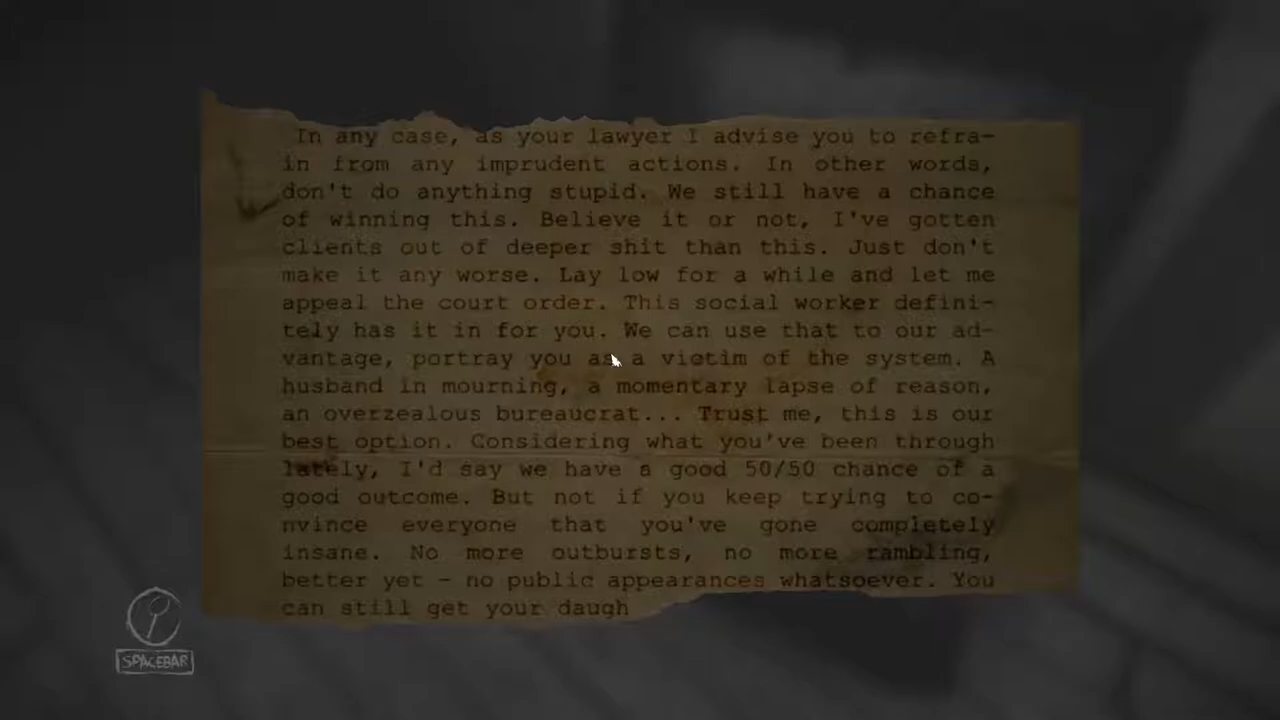 In any case, as your lawyer I advise you to refra-
in from any imprudent actions. In other words,
don't do anything stupid. We still have a chance
of winning this. Believe it or not, I've gotten
clients out of deeper shit than this. Just don't
make it any worse. Lay low for a while and let me
appeal the court order. This social worker defini-
tely has it in for you. We can use that to our ad-
vantage, portray you as a victim of the system. A
husband in mourning, a momentary lapse of reason,
an overzealous bureaucrat... Trust me, this is our
best option. Considering what you've been through
lately, I'd say we have a good 50/50 chance of a
good outcome. But not if you keep trying to co-
nvince everyone that you've gone completely
insane. No more outbursts, no more rambling,
better yet - no public appearances whatsoever. You
can still get your daugh
SPACEBAR